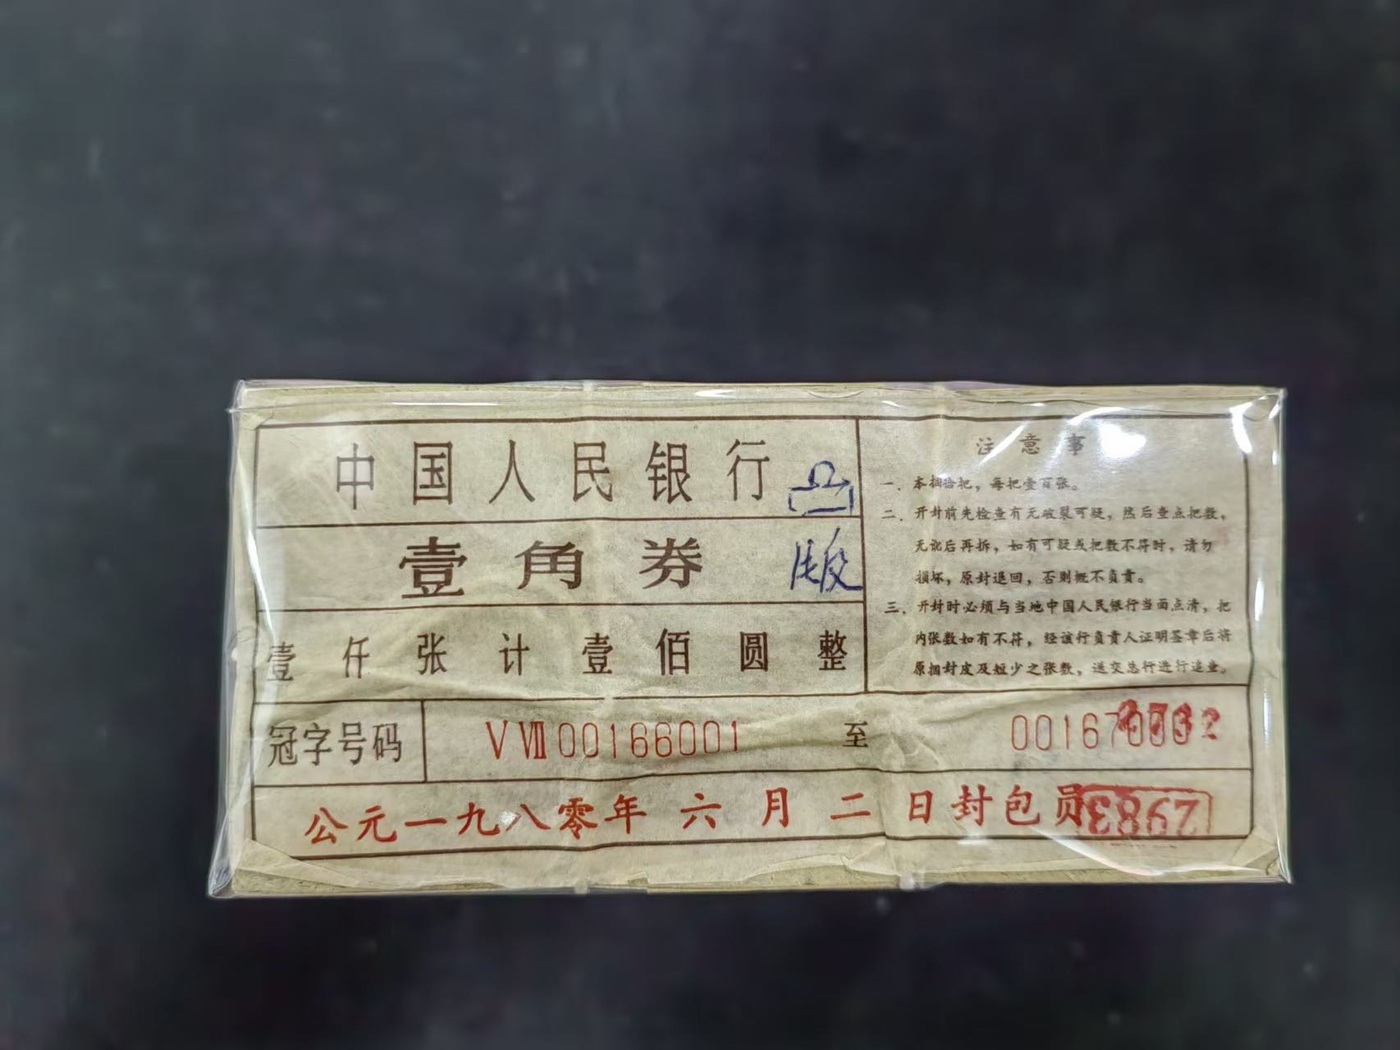 中国人民银行
凸
版
壹角券
壹仟张计壹佰圆整
注意事
一、本捆拾把，每把壹百张。
二、开封前先检查有无破裂可疑，然后查点把数，
无讹后再拆，如有可疑或把数不符时，请勿
损坏，原封退回，否则概不负责。
三、开封时必须与当地中国人民银行当面点清，把
内张数如有不符，经该行负责人证明签章后将
原捆封皮及短少之张数，送交总行进行追查。
冠字号码 VⅦ00166001 至 00167000
公元一九八零年 六月二日封包员
2983